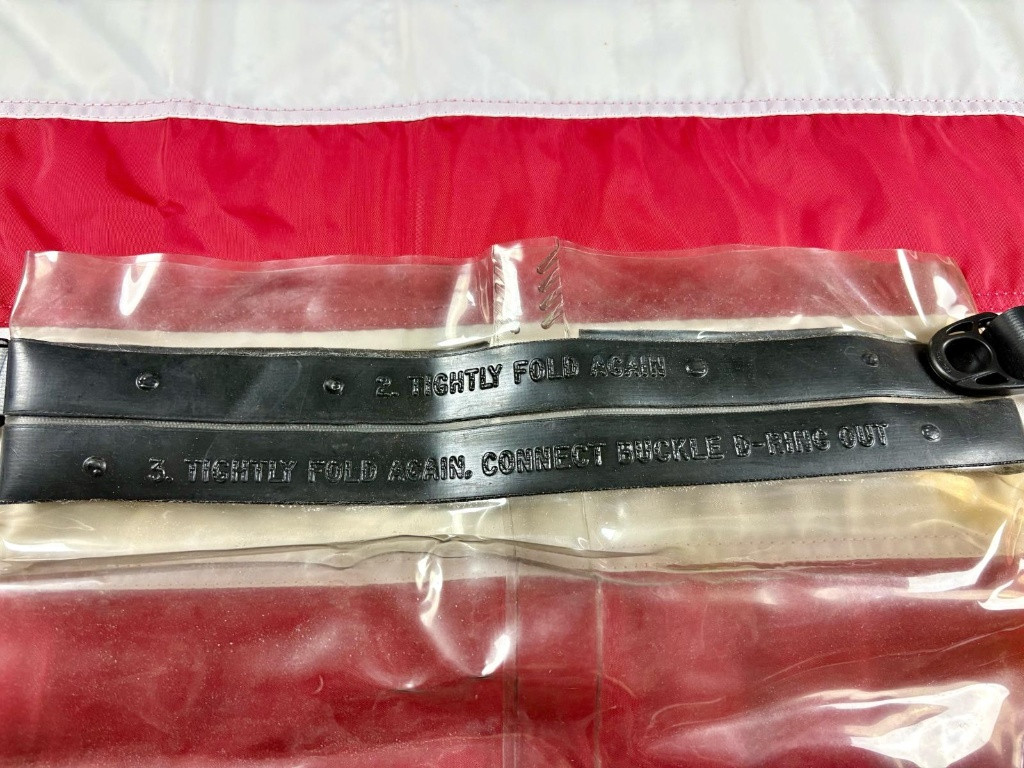 2. TIGHTLY FOLD AGAIN
3. TIGHTLY FOLD AGAIN. CONNECT BUCKLE D-RING OUT